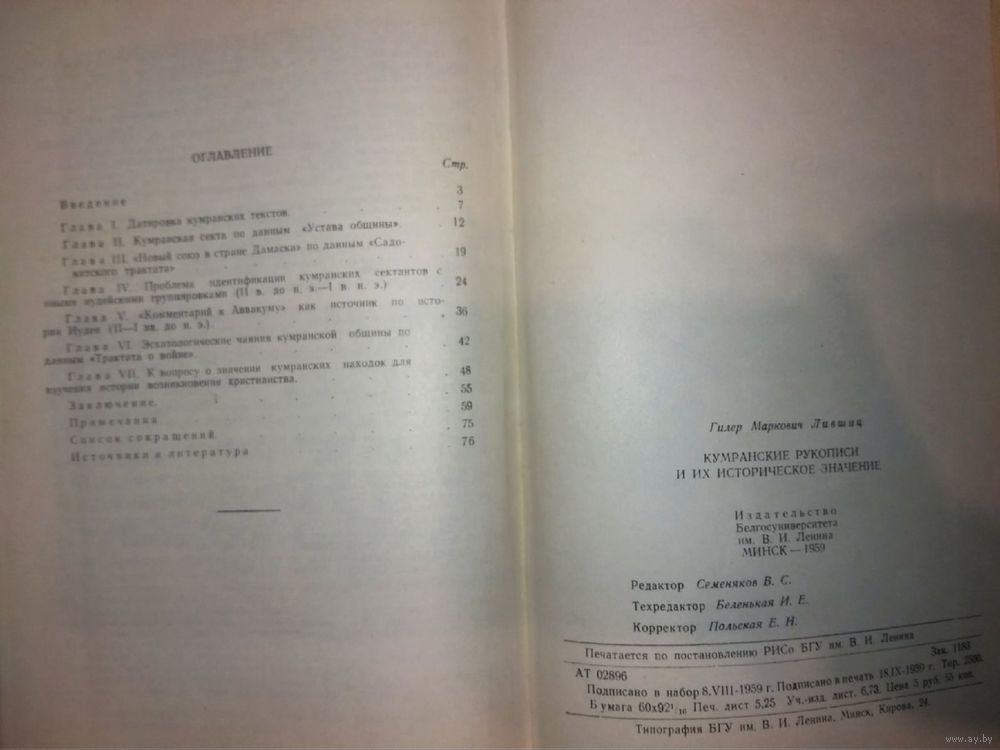 ОГЛАВЛЕНИЕ
Стр.
Введение 3
Глава I. Датировка кумранских текстов. 7
Глава II. Кумранская секта по данным «Устава общины». 12
Глава III. «Новый союз в стране Дамаска» по данным «Садо-
китского трактата» 19
Глава IV. Проблема идентификации кумранских сектантов с
иными иудейскими группировками (II в. до н. э.—I в. н. э.) 24
Глава V. «Комментарий к Аввакуму» как источник по исто-
рии Иудеи (II—I вв. до н. э.). 36
Глава VI. Эсхатологические чаяния кумранской общины по
данным «Трактата о войне». 42
Глава VII. К вопросу о значении кумранских находок для
изучения истории возникновения христианства. 48
Заключение. 55
Примечания 59
Список сокращений. 75
Источники и литература 76
Гилер Маркович Лившиц
КУМРАНСКИЕ РУКОПИСИ
И ИХ ИСТОРИЧЕСКОЕ ЗНАЧЕНИЕ
Издательство
Белгосуниверситета
им. В. И. Ленина
МИНСК — 1959
Редактор Семеняков В. С.
Техредактор Беленькая И. Е.
Корректор Польская Е. Н.
Печатается по постановлению РИСо БГУ им. В. И. Ленина
АТ 02896 Зак. 1183
Подписано в набор 8.VIII-1959 г. Подписано в печать 18.IX-1959 г. Тир. 2500.
Бумага 60х92 1/16 Печ. лист 5,25 Уч.-изд. лист. 6,73. Цена 5 руб. 55 коп.
Типография БГУ им. В. И. Ленина, Минск, Кирова, 24.
www.ay.by